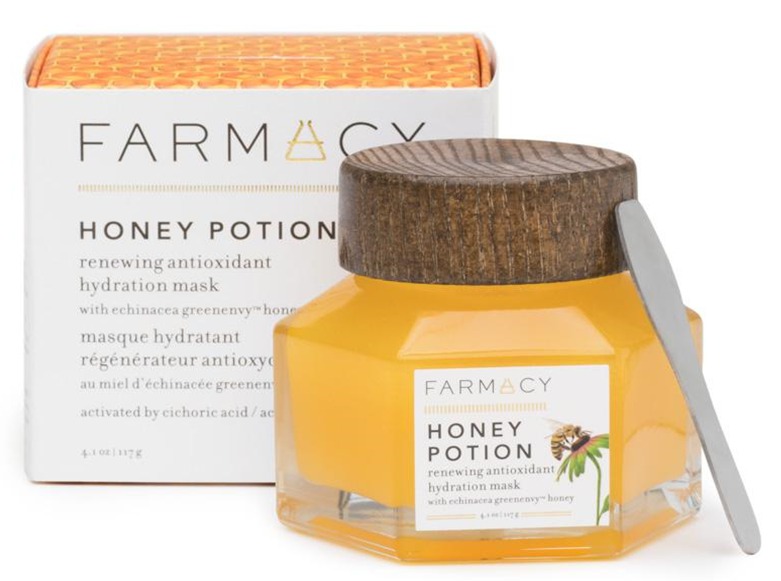 FARMACY
HONEY POTION
renewing antioxidant
hydration mask
with echinacea greenenvy™
masque hydratant
régénérateur
au miel d'échinacée
activated by cichoric acid /
4.1 oz | 117 g
FARMACY
HONEY
POTION
renewing antioxidant
hydration mask
with echinacea greenenvy™ honey
4.1 oz | 117 g